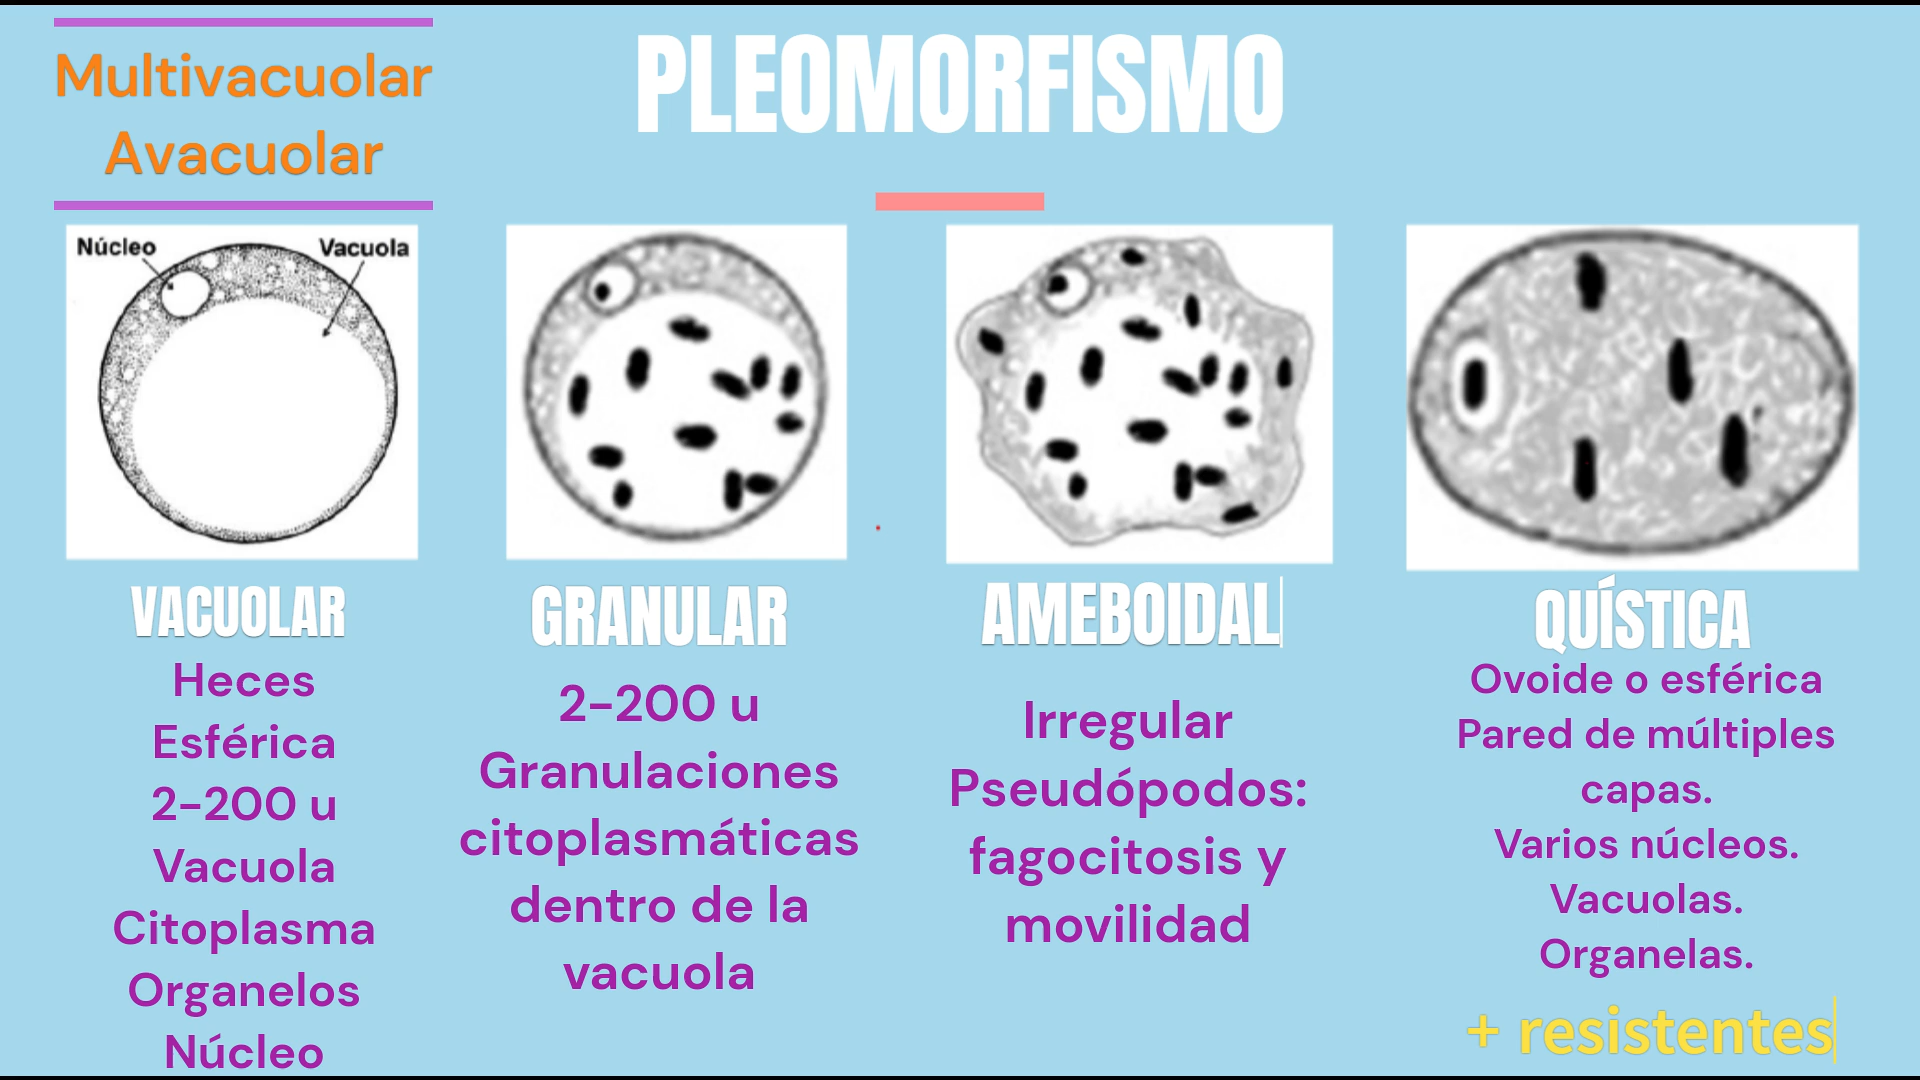 Multivacuolar
Avacuolar
PLEOMORFISMO
Núcleo
Vacuola
VACUOLAR
Heces
Esférica
2-200 u
Vacuola
Citoplasma
Organelos
Núcleo
GRANULAR
2-200 u
Granulaciones
citoplasmáticas
dentro de la
vacuola
AMEBOIDAL
Irregular
Pseudópodos:
fagocitosis y
movilidad
QUÍSTICA
Ovoide o esférica
Pared de múltiples
capas.
Varios núcleos.
Vacuolas.
Organelas.
+ resistentes